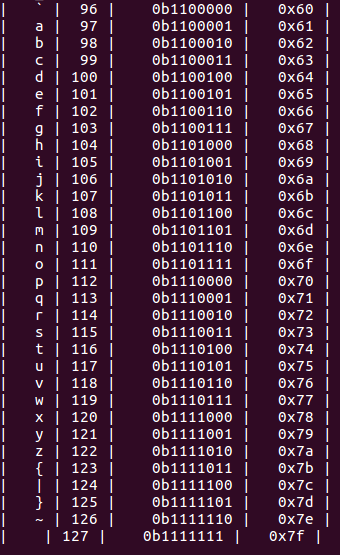 |   ` |  96 |    0b1100000 |   0x60 |
|   a |  97 |    0b1100001 |   0x61 |
|   b |  98 |    0b1100010 |   0x62 |
|   c |  99 |    0b1100011 |   0x63 |
|   d | 100 |    0b1100100 |   0x64 |
|   e | 101 |    0b1100101 |   0x65 |
|   f | 102 |    0b1100110 |   0x66 |
|   g | 103 |    0b1100111 |   0x67 |
|   h | 104 |    0b1101000 |   0x68 |
|   i | 105 |    0b1101001 |   0x69 |
|   j | 106 |    0b1101010 |   0x6a |
|   k | 107 |    0b1101011 |   0x6b |
|   l | 108 |    0b1101100 |   0x6c |
|   m | 109 |    0b1101101 |   0x6d |
|   n | 110 |    0b1101110 |   0x6e |
|   o | 111 |    0b1101111 |   0x6f |
|   p | 112 |    0b1110000 |   0x70 |
|   q | 113 |    0b1110001 |   0x71 |
|   r | 114 |    0b1110010 |   0x72 |
|   s | 115 |    0b1110011 |   0x73 |
|   t | 116 |    0b1110100 |   0x74 |
|   u | 117 |    0b1110101 |   0x75 |
|   v | 118 |    0b1110110 |   0x76 |
|   w | 119 |    0b1110111 |   0x77 |
|   x | 120 |    0b1111000 |   0x78 |
|   y | 121 |    0b1111001 |   0x79 |
|   z | 122 |    0b1111010 |   0x7a |
|   { | 123 |    0b1111011 |   0x7b |
|   | | 124 |    0b1111100 |   0x7c |
|   } | 125 |    0b1111101 |   0x7d |
|   ~ | 126 |    0b1111110 |   0x7e |
|    | 127 |    0b1111111 |   0x7f |